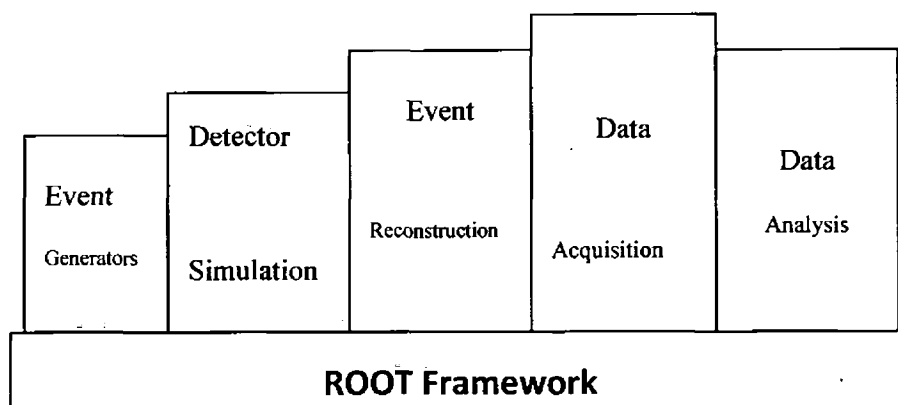 Event
Generators
Detector
Simulation
Event
Reconstruction
Data
Acquisition
Data
Analysis
ROOT Framework